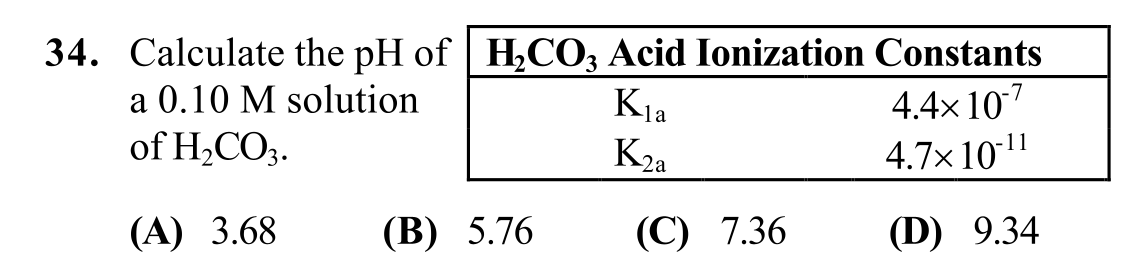 34. Calculate the pH of a 0.10 M solution of H₂CO₃.
H₂CO₃ Acid Ionization Constants
K₁ₐ 4.4×10⁻⁷
K₂ₐ 4.7×10⁻¹¹
(A) 3.68 (B) 5.76 (C) 7.36 (D) 9.34